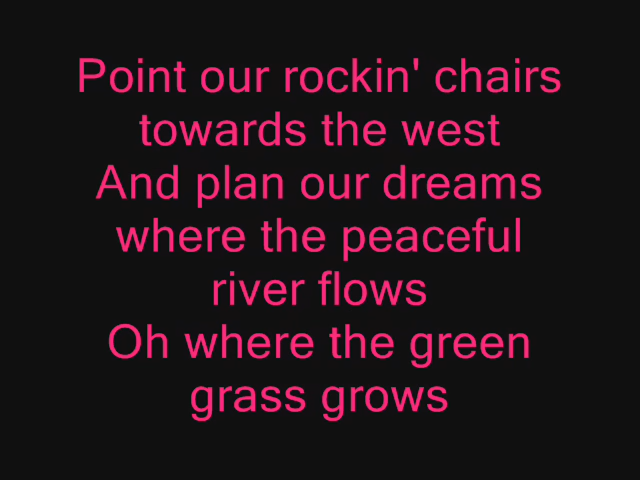 Point our rockin' chairs
towards the west
And plan our dreams
where the peaceful
river flows
Oh where the green
grass grows